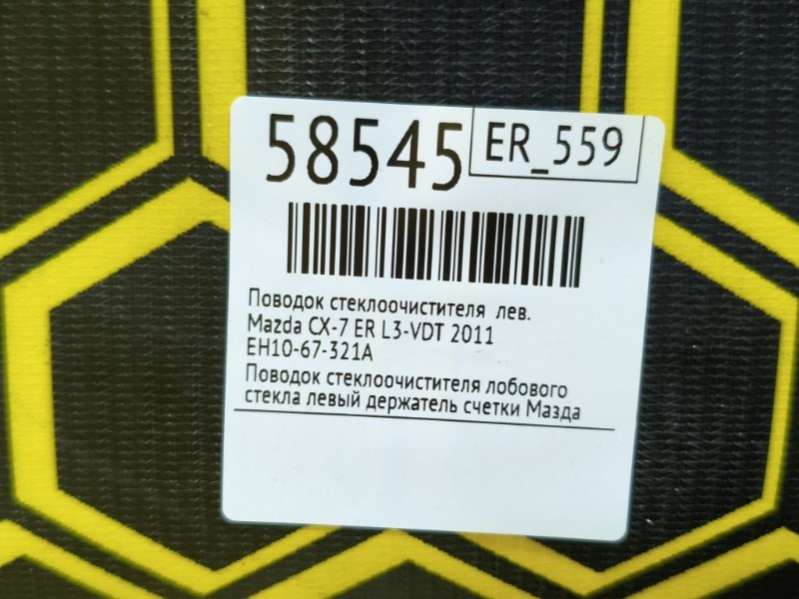 58545
ER_559
Поводок стеклоочистителя лев.
Mazda CX-7 ER L3-VDT 2011
EH10-67-321A
Поводок стеклоочистителя лобового
стекла левый держатель счетки Мазда